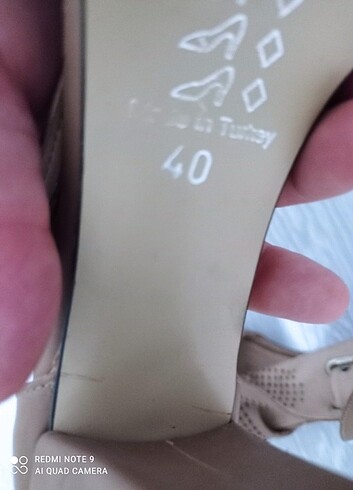 Made in Turkey
40
REDMI NOTE 9
AI QUAD CAMERA